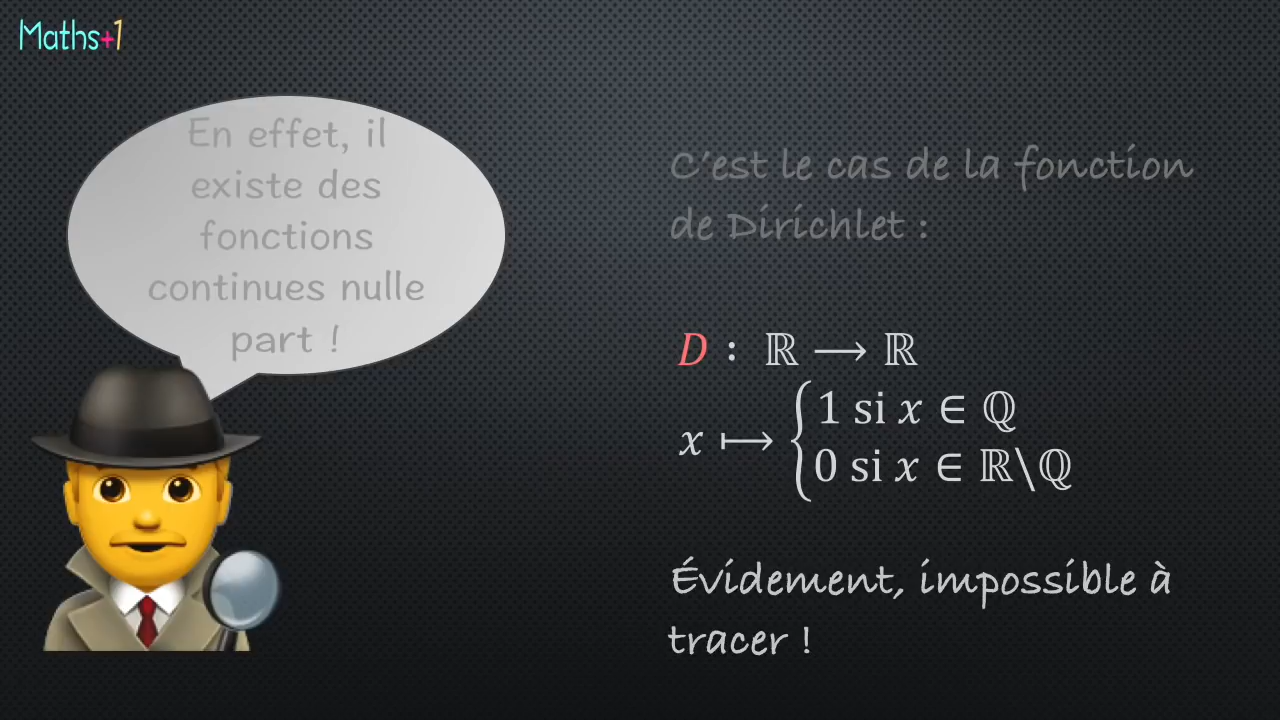 Maths+1
En effet, il
existe des
fonctions
continues nulle
part !
C'est le cas de la fonction
de Dirichlet :
D : ℝ ⟶ ℝ
x ⟼ { 1 si x ∈ ℚ
0 si x ∈ ℝ\ℚ
Évidement, impossible à
tracer !